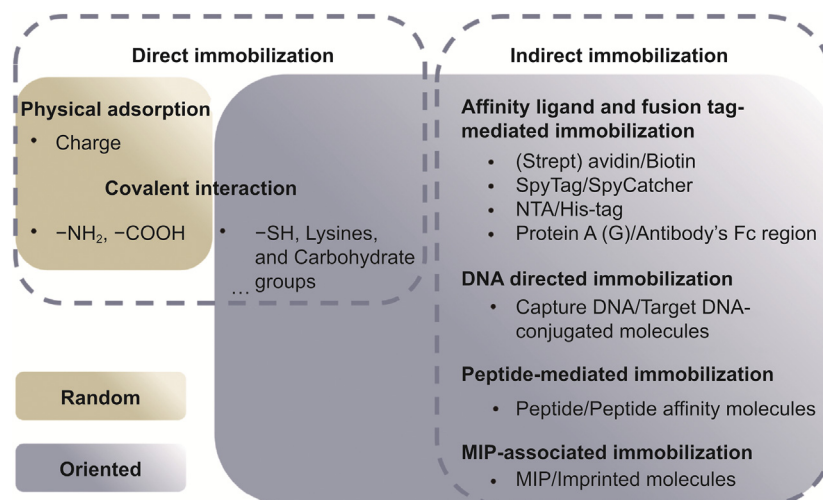 Direct immobilization
Physical adsorption
• Charge
Covalent interaction
• −NH₂, −COOH
• −SH, Lysines,
and Carbohydrate
groups
…
Random
Oriented
Indirect immobilization
Affinity ligand and fusion tag-
mediated immobilization
• (Strept) avidin/Biotin
• SpyTag/SpyCatcher
• NTA/His-tag
• Protein A (G)/Antibody's Fc region
DNA directed immobilization
• Capture DNA/Target DNA-
conjugated molecules
Peptide-mediated immobilization
• Peptide/Peptide affinity molecules
MIP-associated immobilization
• MIP/Imprinted molecules